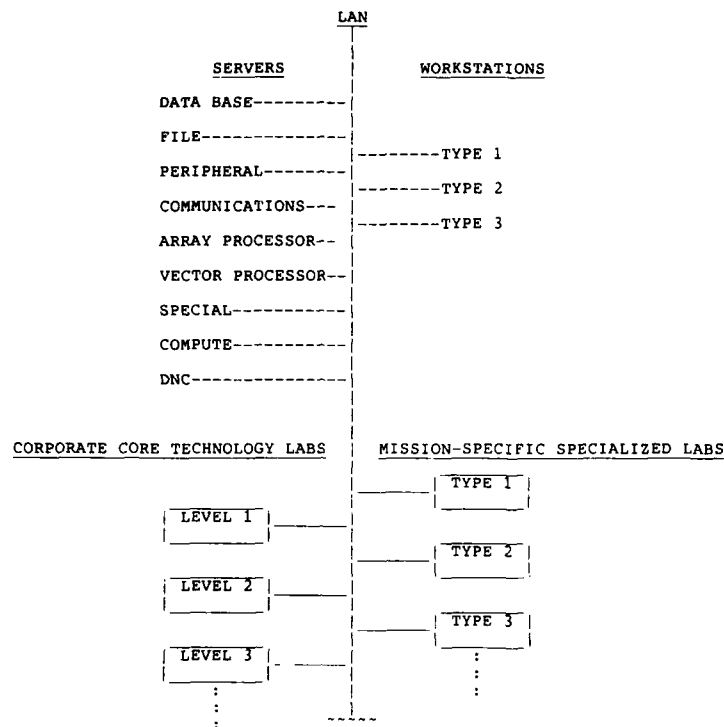 LAN
SERVERS
WORKSTATIONS
DATA BASE
FILE
TYPE 1
PERIPHERAL
TYPE 2
COMMUNICATIONS
TYPE 3
ARRAY PROCESSOR
VECTOR PROCESSOR
SPECIAL
COMPUTE
DNC
CORPORATE CORE TECHNOLOGY LABS
MISSION-SPECIFIC SPECIALIZED LABS
TYPE 1
LEVEL 1
TYPE 2
LEVEL 2
TYPE 3
LEVEL 3